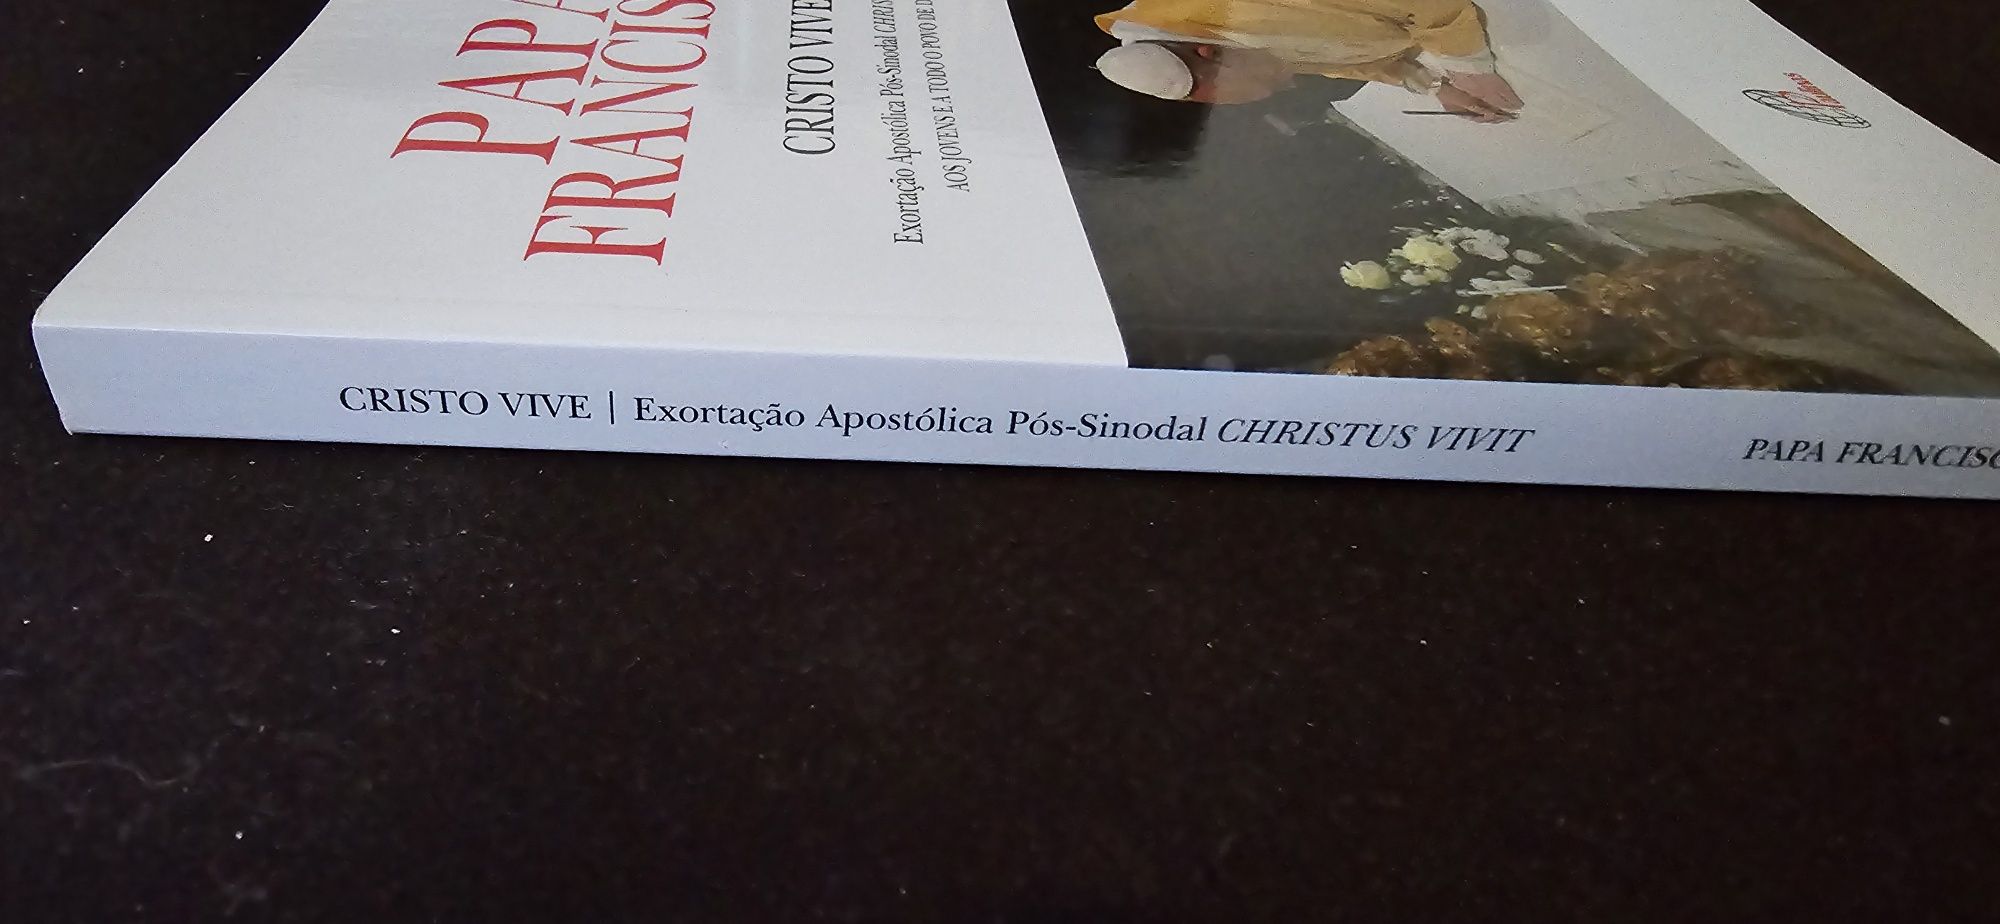 PAPA
FRANCIS
CRISTO VIVE
Exortação Apostólica Pós-Sinodal CHRIS
AOS JOVENS E A TODO O POVO DE D
CRISTO VIVE | Exortação Apostólica Pós-Sinodal CHRISTUS VIVIT
PAPA FRANCISC